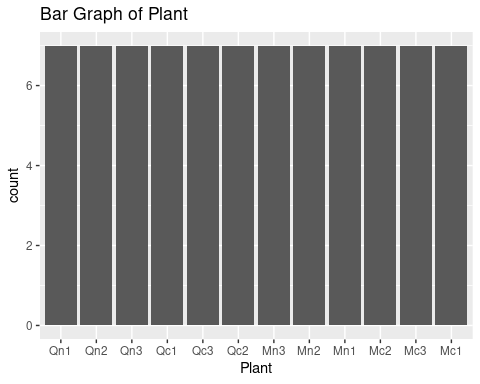 Bar Graph of Plant
count
6
4
2
0
Qn1 Qn2 Qn3 Qc1 Qc3 Qc2 Mn3 Mn2 Mn1 Mc2 Mc3 Mc1
Plant